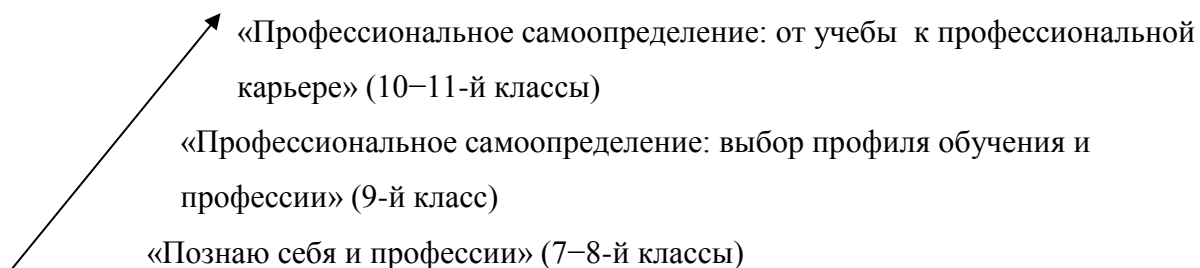 «Профессиональное самоопределение: от учебы  к профессиональной
карьере» (10−11-й классы)
«Профессиональное самоопределение: выбор профиля обучения и
профессии» (9-й класс)
«Познаю себя и профессии» (7−8-й классы)